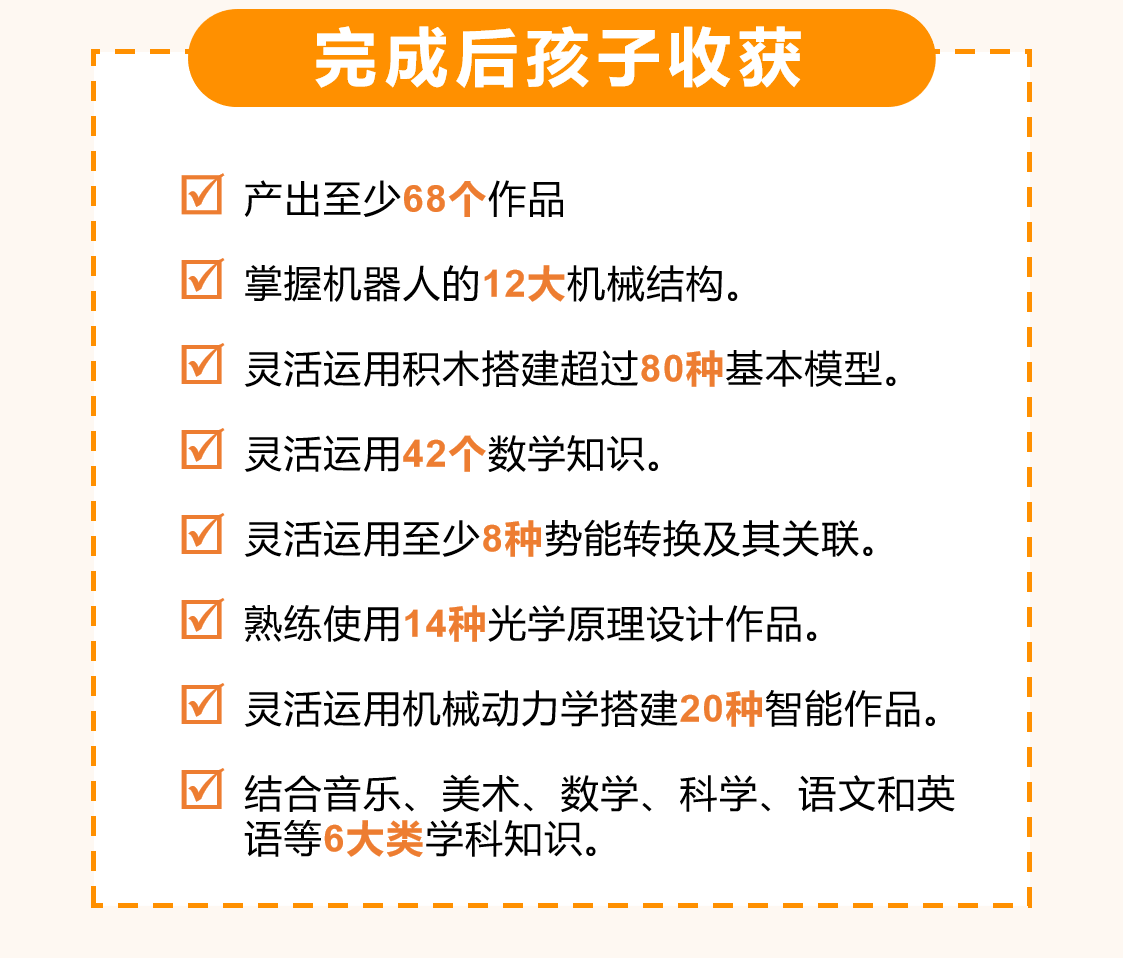 完成后孩子收获
产出至少68个作品
掌握机器人的12大机械结构。
灵活运用积木搭建超过80种基本模型。
灵活运用42个数学知识。
灵活运用至少8种势能转换及其关联。
熟练使用14种光学原理设计作品。
灵活运用机械动力学搭建20种智能作品。
结合音乐、美术、数学、科学、语文和英
语等6大类学科知识。